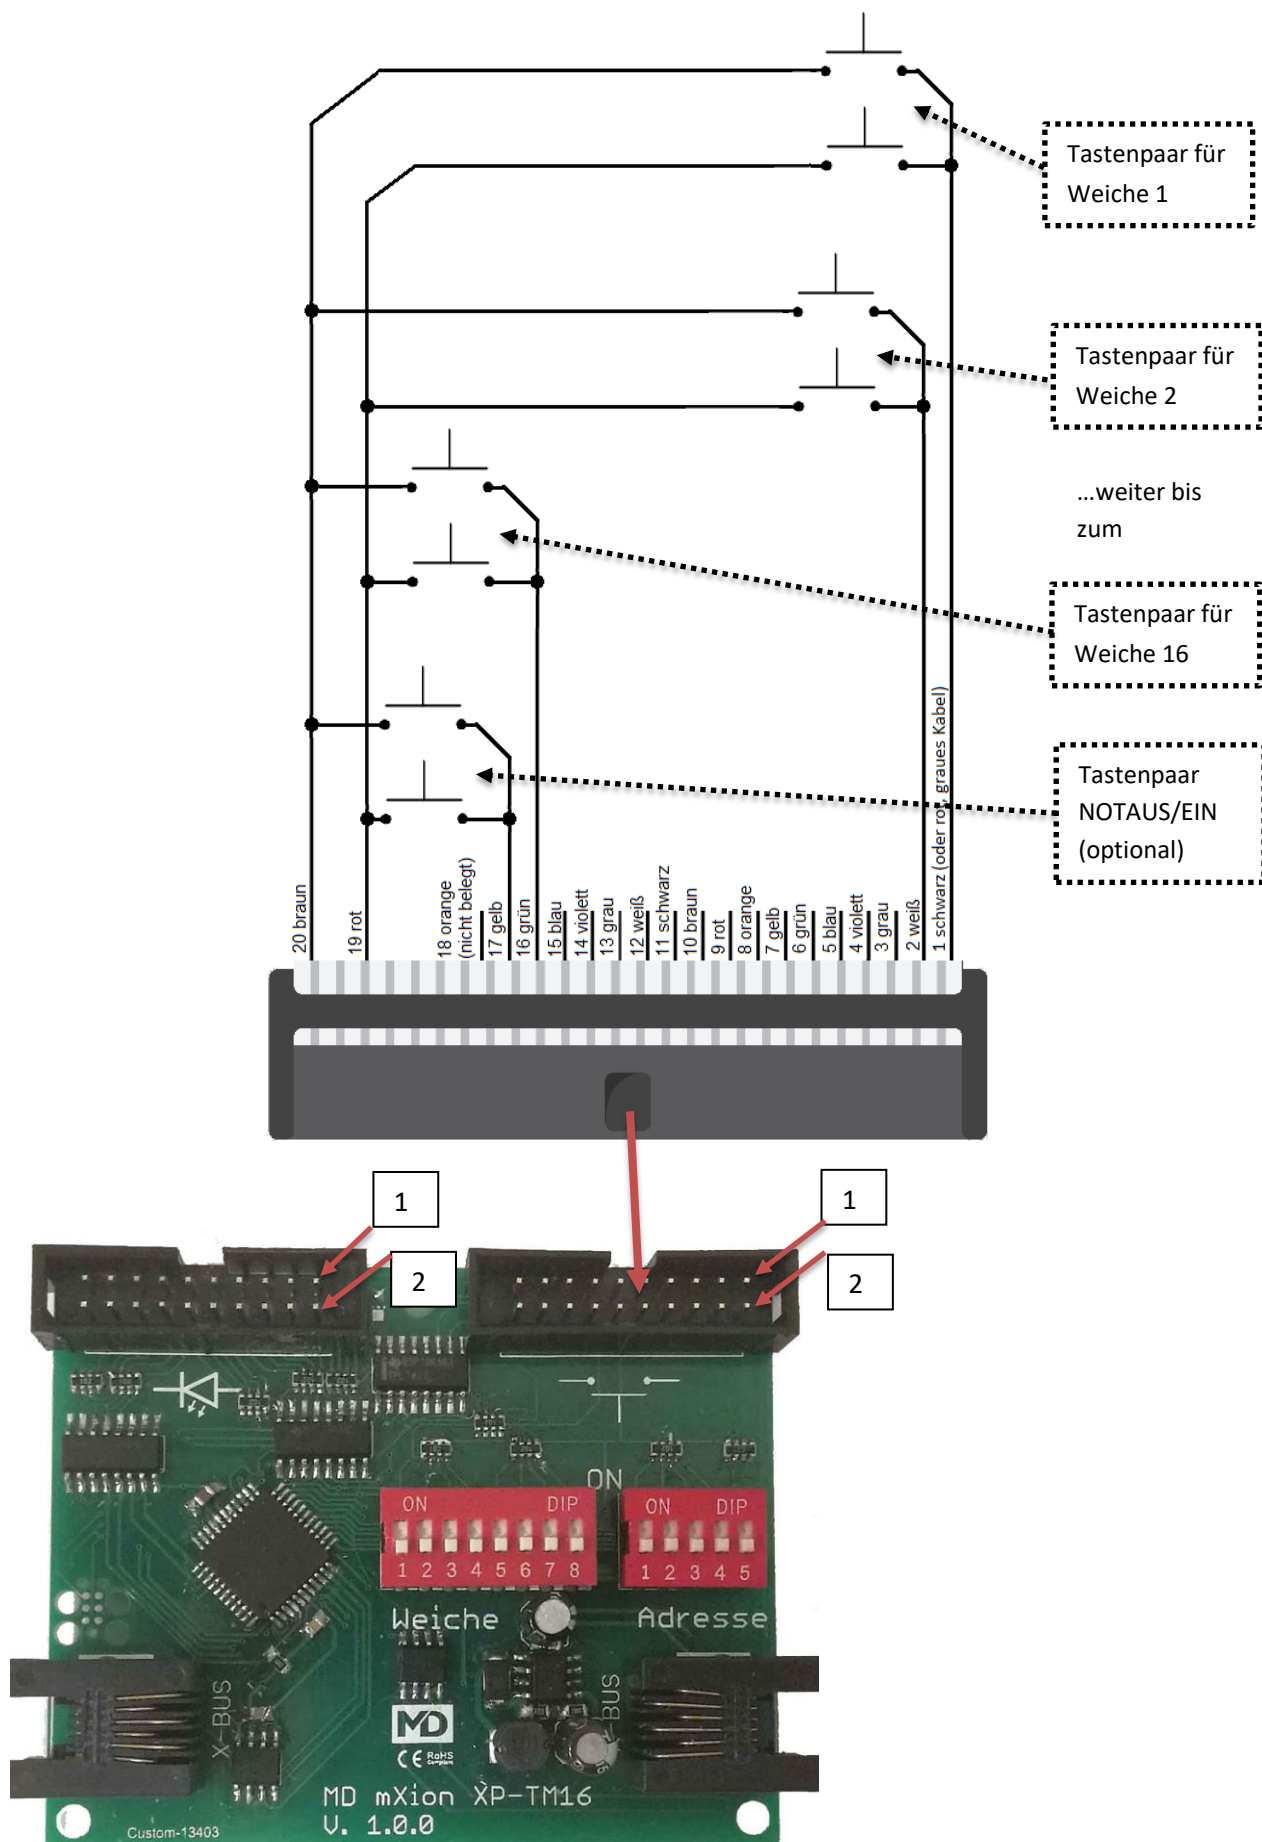 Tastenpaar für
Weiche 1
Tastenpaar für
Weiche 2
...weiter bis
zum
Tastenpaar für
Weiche 16
Tastenpaar
NOTAUS/EIN
(optional)
20 braun
19 rot
18 orange
(nicht belegt)
17 gelb
16 grün
15 blau
14 violett
13 grau
12 weiß
11 schwarz
10 braun
9 rot
8 orange
7 gelb
6 grün
5 blau
4 violett
3 grau
2 weiß
1 schwarz (oder rot, graues Kabel)
1
2
1
2
ON
ON DIP
1 2 3 4 5 6 7 8
ON DIP
1 2 3 4 5
Weiche
Adresse
X-BUS
-BUS
MD
CE RoHS
Compliant
MD mXion XP-TM16
V. 1.0.0
Custom-13403